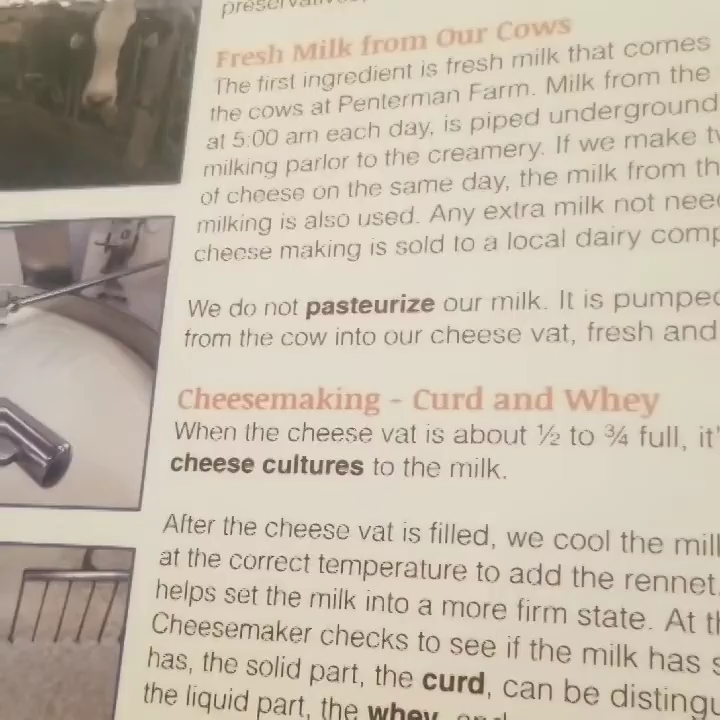 preservatives,
Fresh Milk from Our Cows
The first ingredient is fresh milk that comes
the cows at Penterman Farm. Milk from the
at 5:00 am each day, is piped underground
milking parlor to the creamery. If we make
of cheese on the same day, the milk from
milking is also used. Any extra milk not
cheese making is sold to a local dairy
We do not pasteurize our milk. It is pumped
from the cow into our cheese vat, fresh and
Cheesemaking - Curd and Whey
When the cheese vat is about ½ to ¾ full,
cheese cultures to the milk.
After the cheese vat is filled, we cool the
at the correct temperature to add the rennet.
helps set the milk into a more firm state. At
Cheesemaker checks to see if the milk has
has, the solid part, the curd, can be
the liquid part, the whey,